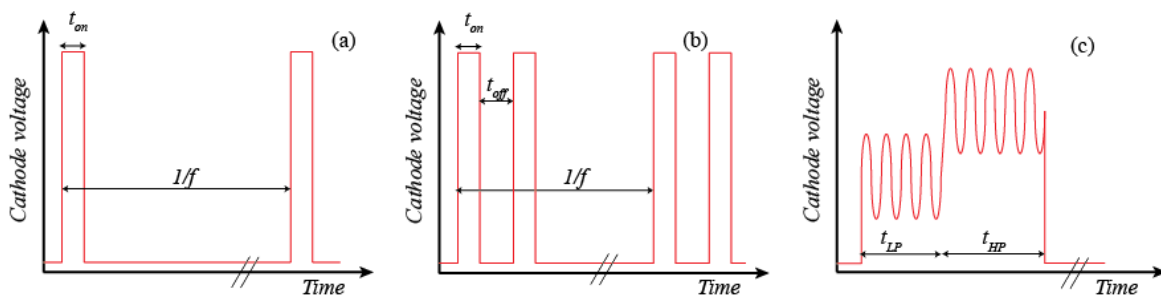 Cathode voltage
t_on
(a)
1/f
Time
Cathode voltage
t_on
(b)
t_off
1/f
Time
Cathode voltage
(c)
t_LP
t_HP
Time